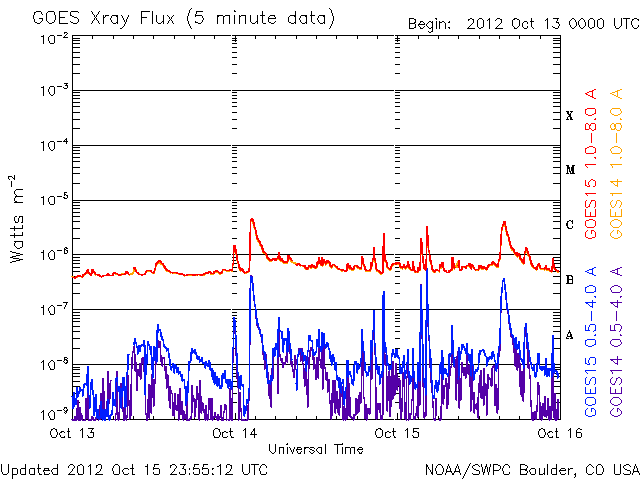 GOES Xray Flux (5 minute data)
Begin: 2012 Oct 13 0000 UTC
10⁻²
10⁻³
10⁻⁴
10⁻⁵
10⁻⁶
10⁻⁷
10⁻⁸
10⁻⁹
Watts m⁻²
X
M
C
B
A
GOES15 1.0-8.0 A
GOES14 1.0-8.0 A
GOES15 0.5-4.0 A
GOES14 0.5-4.0 A
Oct 13 Oct 14 Oct 15 Oct 16
Universal Time
Updated 2012 Oct 15 23:55:12 UTC
NOAA/SWPC Boulder, CO USA